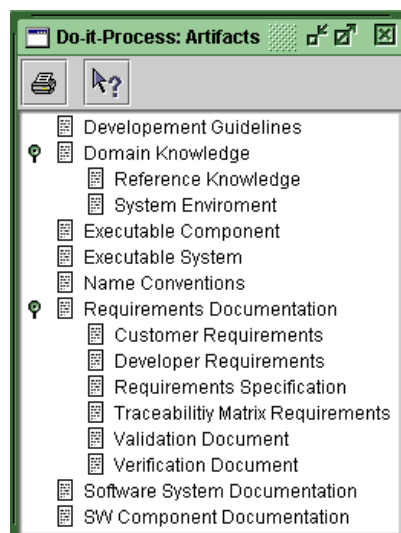 Do-it-Process: Artifacts
Developement Guidelines
Domain Knowledge
Reference Knowledge
System Enviroment
Executable Component
Executable System
Name Conventions
Requirements Documentation
Customer Requirements
Developer Requirements
Requirements Specification
Traceabilitiy Matrix Requirements
Validation Document
Verification Document
Software System Documentation
SW Component Documentation